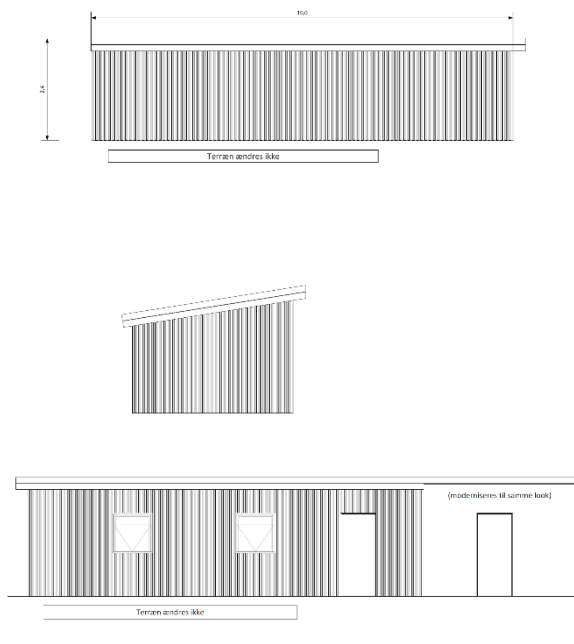 10,0
2,4
Terræn ændres ikke
(moderniseres til samme look)
Terræn ændres ikke